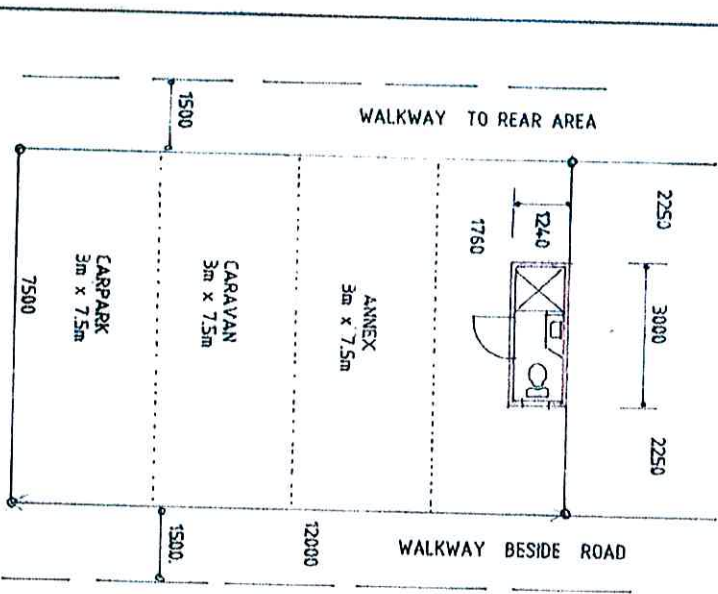 WALKWAY TO REAR AREA
1500
2250
1240
1760
3000
2250
ANNEX
3m x 7.5m
CARAVAN
3m x 7.5m
CARPARK
3m x 7.5m
7500
12000
1500.
WALKWAY BESIDE ROAD